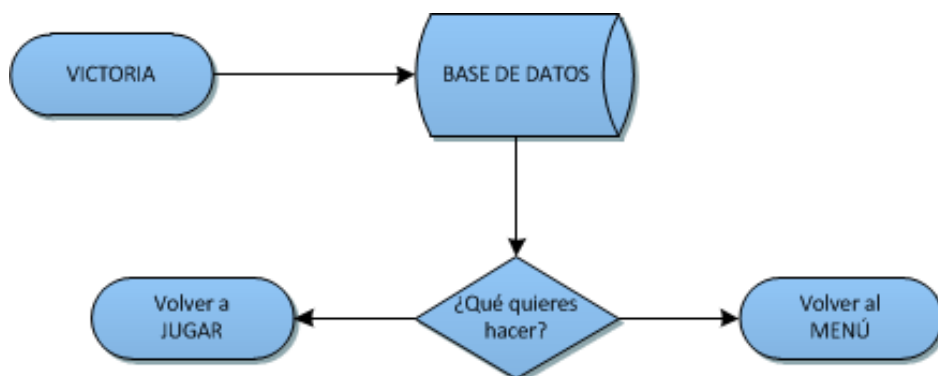 VICTORIA
BASE DE DATOS
¿Qué quieres
hacer?
Volver a
JUGAR
Volver al
MENÚ